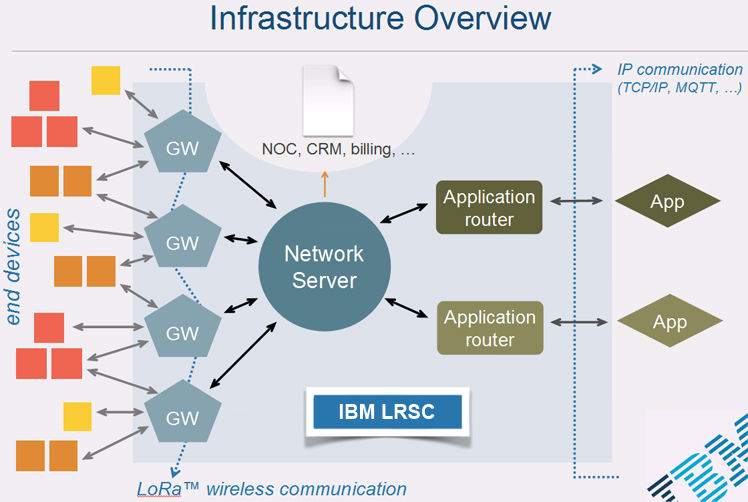 Infrastructure Overview
IP communication
(TCP/IP, MQTT, …)
NOC, CRM, billing, …
end devices
GW
GW
GW
GW
Network
Server
Application
router
Application
router
App
App
IBM LRSC
LoRa™ wireless communication
IBM